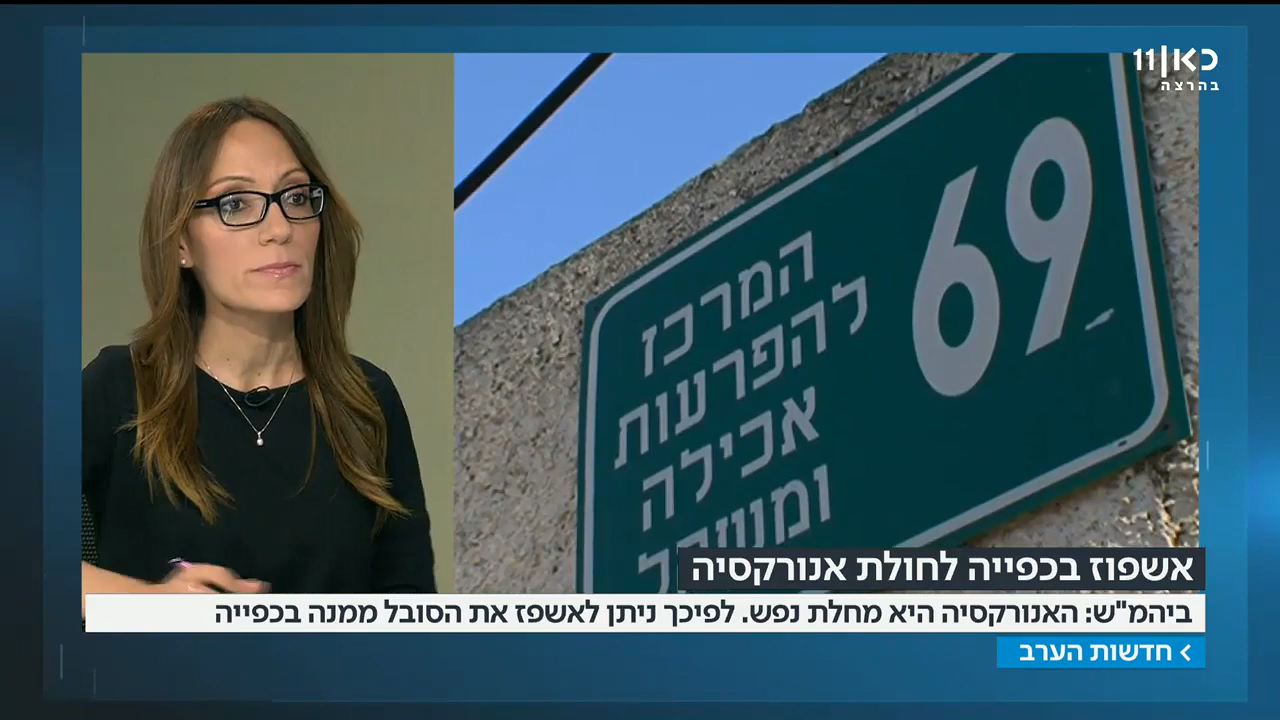 כאן 11
בהרצה
69
המרכז
להפרעות
אכילה
ומשקל
אשפוז בכפייה לחולת אנורקסיה
ביהמ"ש: האנורקסיה היא מחלת נפש. לפיכך ניתן לאשפז את הסובל ממנה בכפייה
חדשות הערב